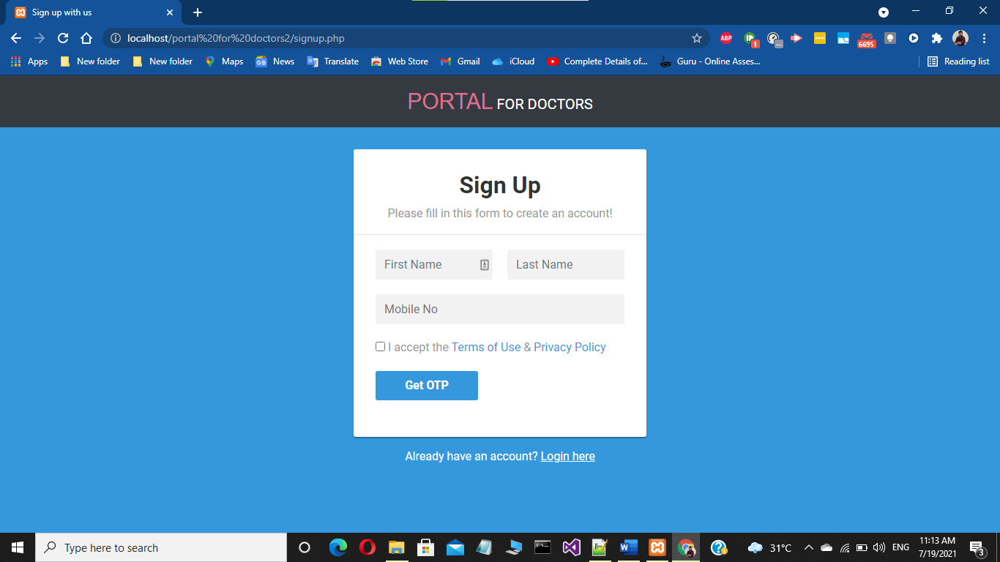 Sign up with us
localhost/portal%20for%20doctors2/signup.php
ABP
1
--
6695
Apps
New folder
New folder
Maps
News
Translate
Web Store
Gmail
iCloud
Complete Details of...
Guru - Online Asses...
Reading list
PORTAL FOR DOCTORS
Sign Up
Please fill in this form to create an account!
First Name
Last Name
Mobile No
I accept the Terms of Use & Privacy Policy
Get OTP
Already have an account? Login here
Type here to search
31°C
ENG
11:13 AM
7/19/2021
3